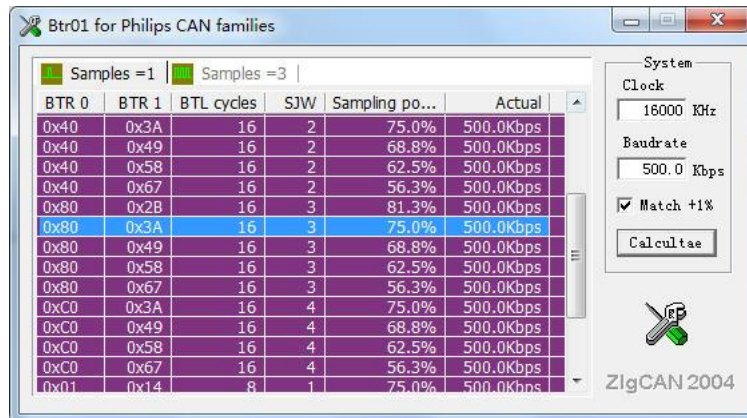 Btr01 for Philips CAN families
Samples =1 Samples =3
BTR 0 BTR 1 BTL cycles SJW Sampling po... Actual
0x40 0x3A 16 2 75.0% 500.0Kbps
0x40 0x49 16 2 68.8% 500.0Kbps
0x40 0x58 16 2 62.5% 500.0Kbps
0x40 0x67 16 2 56.3% 500.0Kbps
0x80 0x2B 16 3 81.3% 500.0Kbps
0x80 0x3A 16 3 75.0% 500.0Kbps
0x80 0x49 16 3 68.8% 500.0Kbps
0x80 0x58 16 3 62.5% 500.0Kbps
0x80 0x67 16 3 56.3% 500.0Kbps
0xC0 0x3A 16 4 75.0% 500.0Kbps
0xC0 0x49 16 4 68.8% 500.0Kbps
0xC0 0x58 16 4 62.5% 500.0Kbps
0xC0 0x67 16 4 56.3% 500.0Kbps
0x01 0x14 8 1 75.0% 500.0Kbps
System
Clock
16000 KHz
Baudrate
500.0 Kbps
Match +1%
Calcultae
ZIgCAN 2004